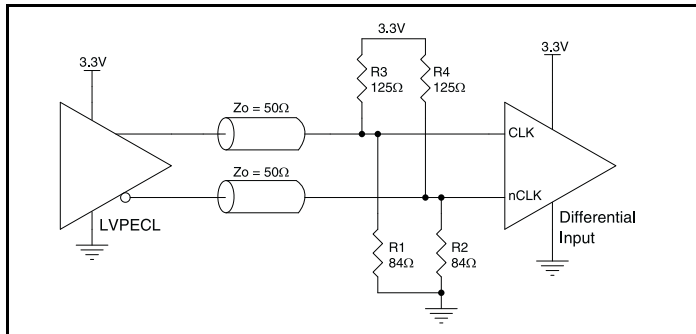 3.3V
3.3V
3.3V
R3
125Ω
R4
125Ω
Zo = 50Ω
CLK
Zo = 50Ω
nCLK
LVPECL
Differential
Input
R1
84Ω
R2
84Ω